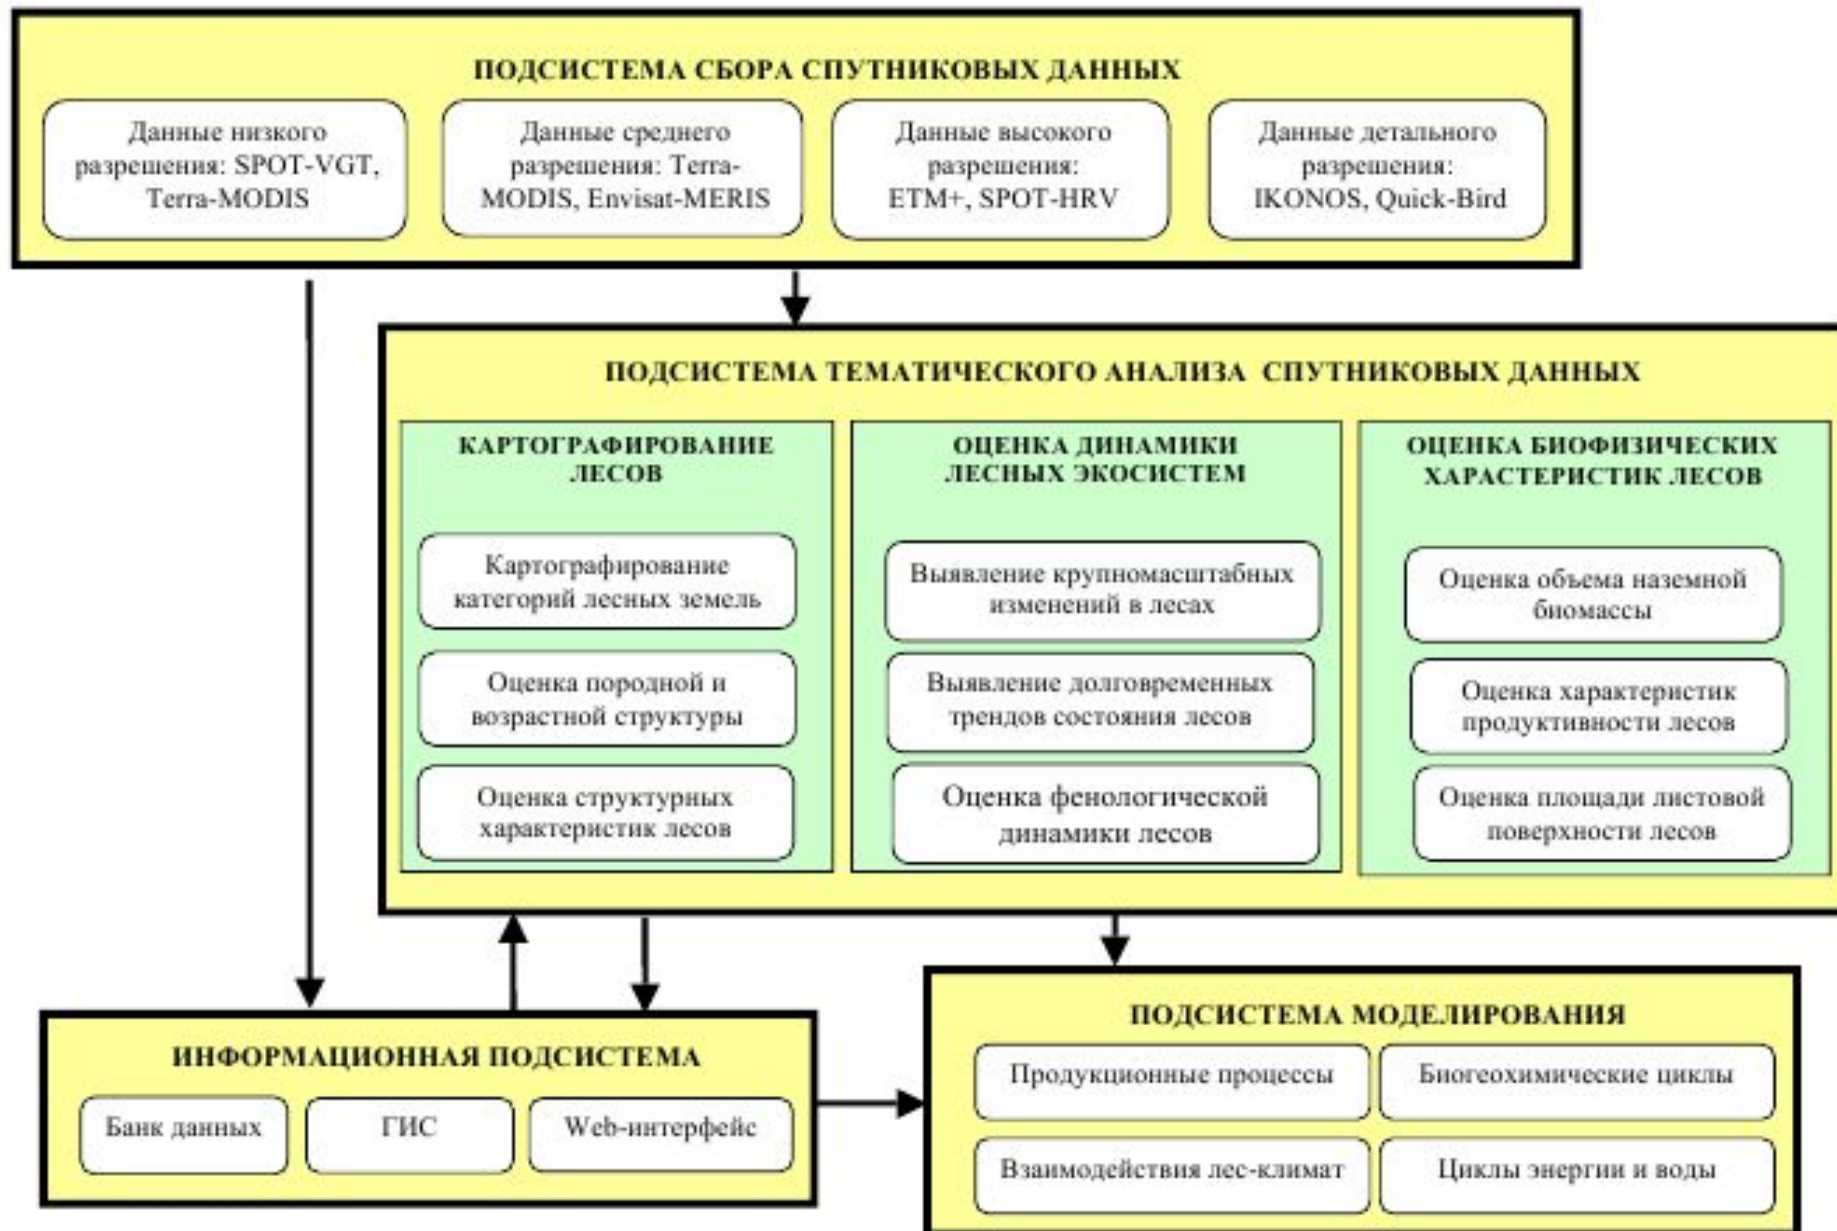 ПОДСИСТЕМА СБОРА СПУТНИКОВЫХ ДАННЫХ
Данные низкого
разрешения: SPOT-VGT,
Terra-MODIS
Данные среднего
разрешения: Terra-
MODIS, Envisat-MERIS
Данные высокого
разрешения:
ETM+, SPOT-HRV
Данные детального
разрешения:
IKONOS, Quick-Bird
ПОДСИСТЕМА ТЕМАТИЧЕСКОГО АНАЛИЗА СПУТНИКОВЫХ ДАННЫХ
КАРТОГРАФИРОВАНИЕ
ЛЕСОВ
Картографирование
категорий лесных земель
Оценка породной и
возрастной структуры
Оценка структурных
характеристик лесов
ОЦЕНКА ДИНАМИКИ
ЛЕСНЫХ ЭКОСИСТЕМ
Выявление крупномасштабных
изменений в лесах
Выявление долговременных
трендов состояния лесов
Оценка фенологической
динамики лесов
ОЦЕНКА БИОФИЗИЧЕСКИХ
ХАРАСТЕРИСТИК ЛЕСОВ
Оценка объема наземной
биомассы
Оценка характеристик
продуктивности лесов
Оценка площади листовой
поверхности лесов
ИНФОРМАЦИОННАЯ ПОДСИСТЕМА
Банк данных
ГИС
Web-интерфейс
ПОДСИСТЕМА МОДЕЛИРОВАНИЯ
Продукционные процессы
Биогеохимические циклы
Взаимодействия лес-климат
Циклы энергии и воды